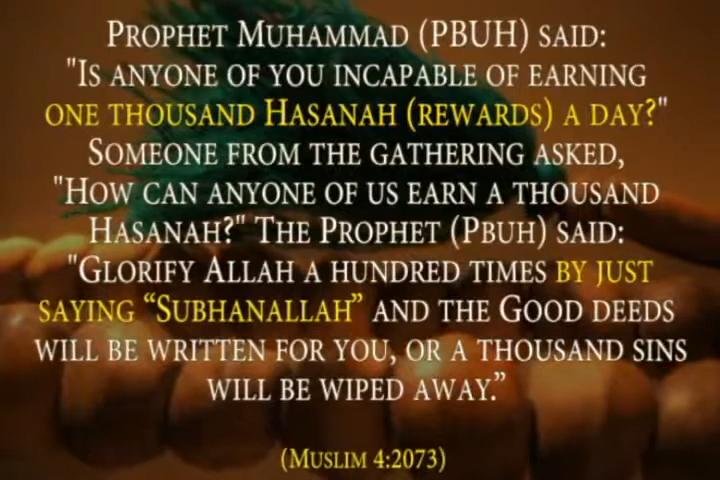 PROPHET MUHAMMAD (PBUH) SAID:
"IS ANYONE OF YOU INCAPABLE OF EARNING
ONE THOUSAND HASANAH (REWARDS) A DAY?"
SOMEONE FROM THE GATHERING ASKED,
"HOW CAN ANYONE OF US EARN A THOUSAND
HASANAH?" THE PROPHET (PBUH) SAID:
"GLORIFY ALLAH A HUNDRED TIMES BY JUST
SAYING “SUBHANALLAH” AND THE GOOD DEEDS
WILL BE WRITTEN FOR YOU, OR A THOUSAND SINS
WILL BE WIPED AWAY.”
(MUSLIM 4:2073)